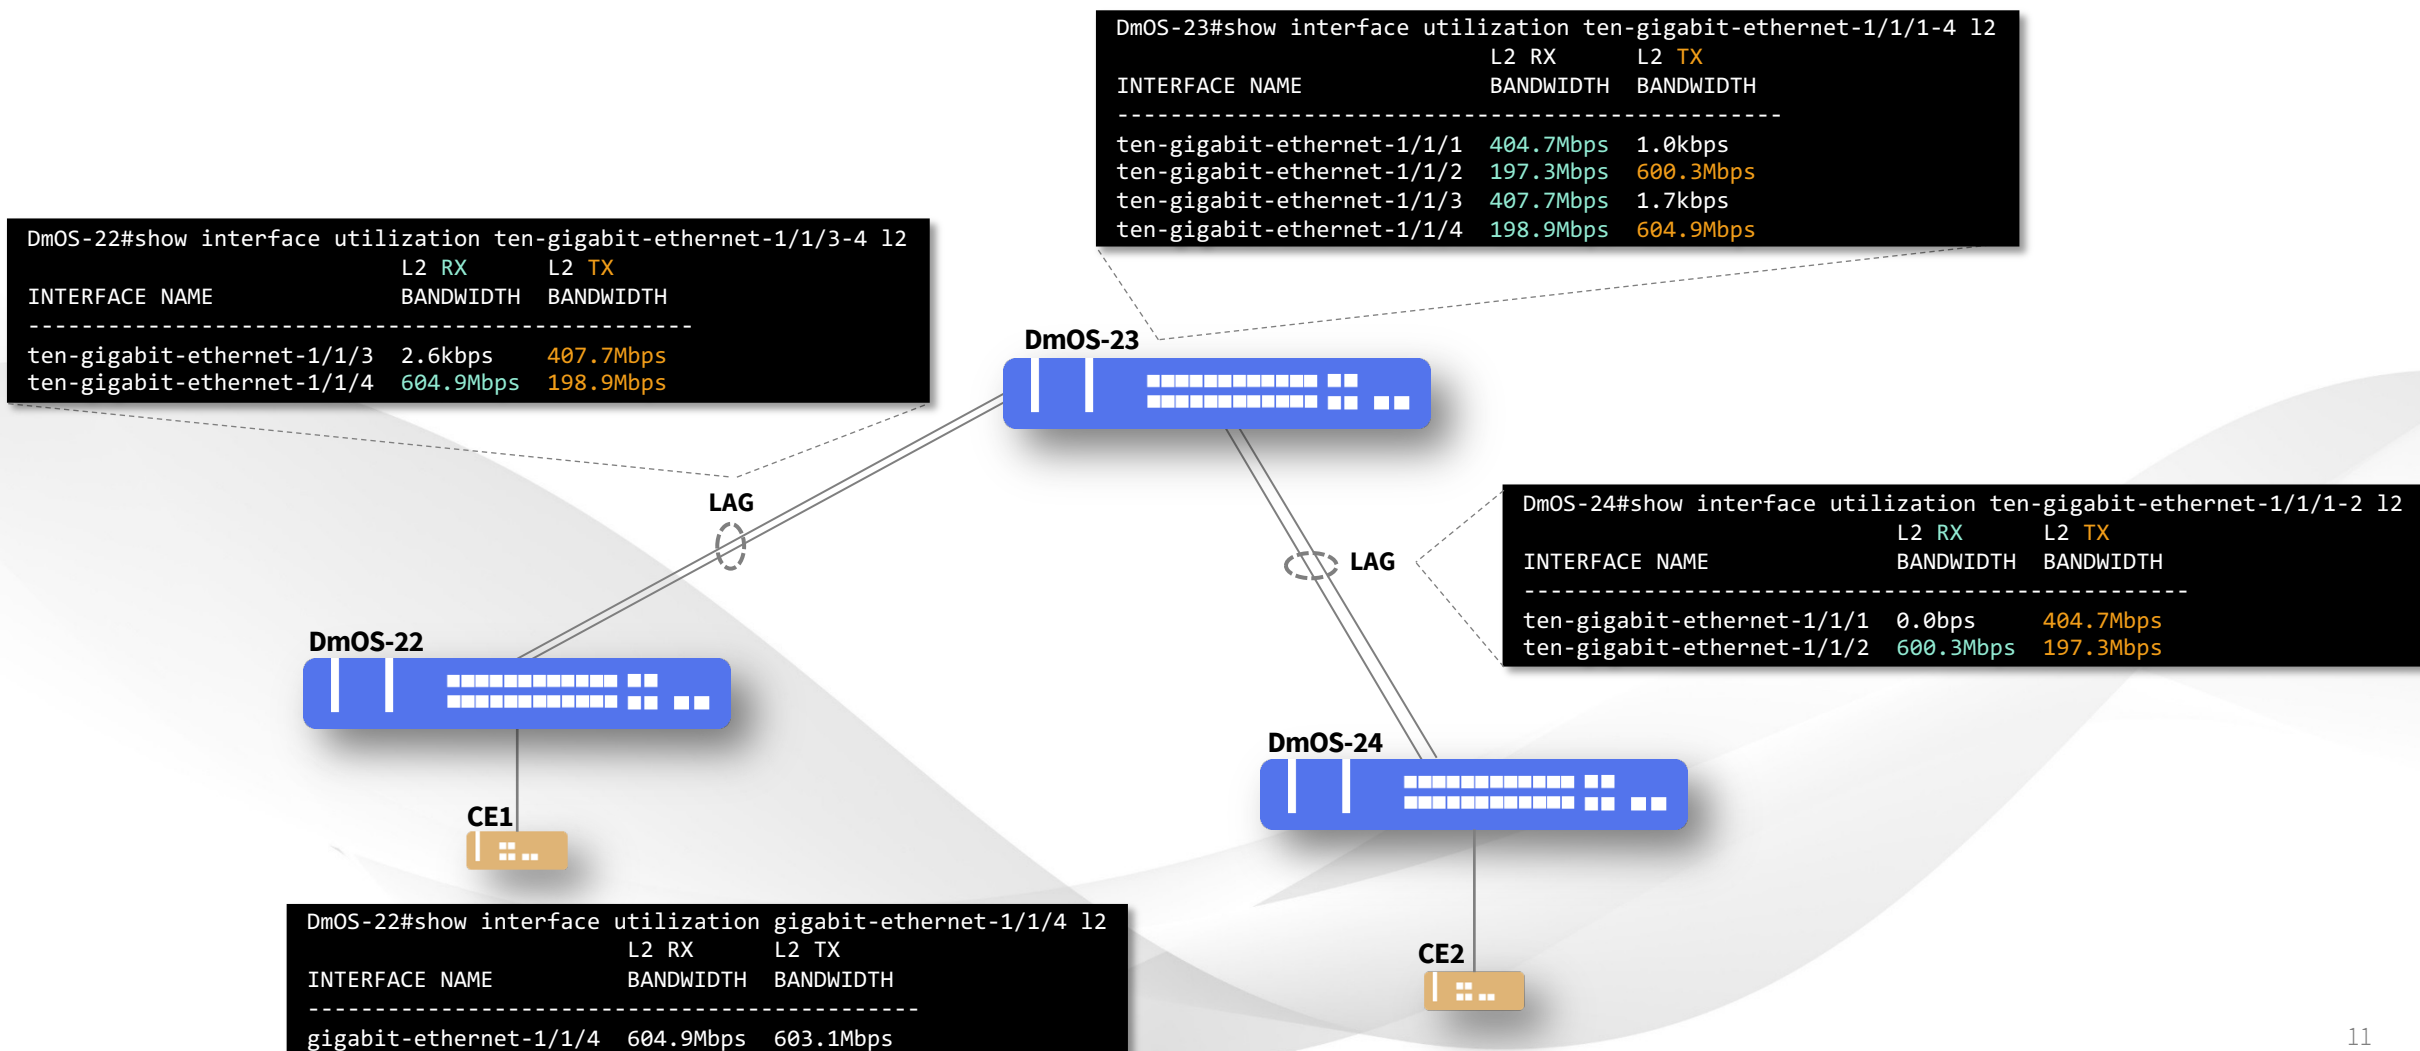 DmOS-23#show interface utilization ten-gigabit-ethernet-1/1/1-4 l2
L2 RX L2 TX
INTERFACE NAME BANDWIDTH BANDWIDTH
--------------------------------------------------
ten-gigabit-ethernet-1/1/1 404.7Mbps 1.0kbps
ten-gigabit-ethernet-1/1/2 197.3Mbps 600.3Mbps
ten-gigabit-ethernet-1/1/3 407.7Mbps 1.7kbps
ten-gigabit-ethernet-1/1/4 198.9Mbps 604.9Mbps
DmOS-22#show interface utilization ten-gigabit-ethernet-1/1/3-4 l2
L2 RX L2 TX
INTERFACE NAME BANDWIDTH BANDWIDTH
--------------------------------------------------
ten-gigabit-ethernet-1/1/3 2.6kbps 407.7Mbps
ten-gigabit-ethernet-1/1/4 604.9Mbps 198.9Mbps
DmOS-23
LAG
DmOS-24#show interface utilization ten-gigabit-ethernet-1/1/1-2 l2
L2 RX L2 TX
INTERFACE NAME BANDWIDTH BANDWIDTH
--------------------------------------------------
ten-gigabit-ethernet-1/1/1 0.0bps 404.7Mbps
ten-gigabit-ethernet-1/1/2 600.3Mbps 197.3Mbps
LAG
DmOS-22
DmOS-24
CE1
CE2
DmOS-22#show interface utilization gigabit-ethernet-1/1/4 l2
L2 RX L2 TX
INTERFACE NAME BANDWIDTH BANDWIDTH
----------------------------------------------
gigabit-ethernet-1/1/4 604.9Mbps 603.1Mbps
11